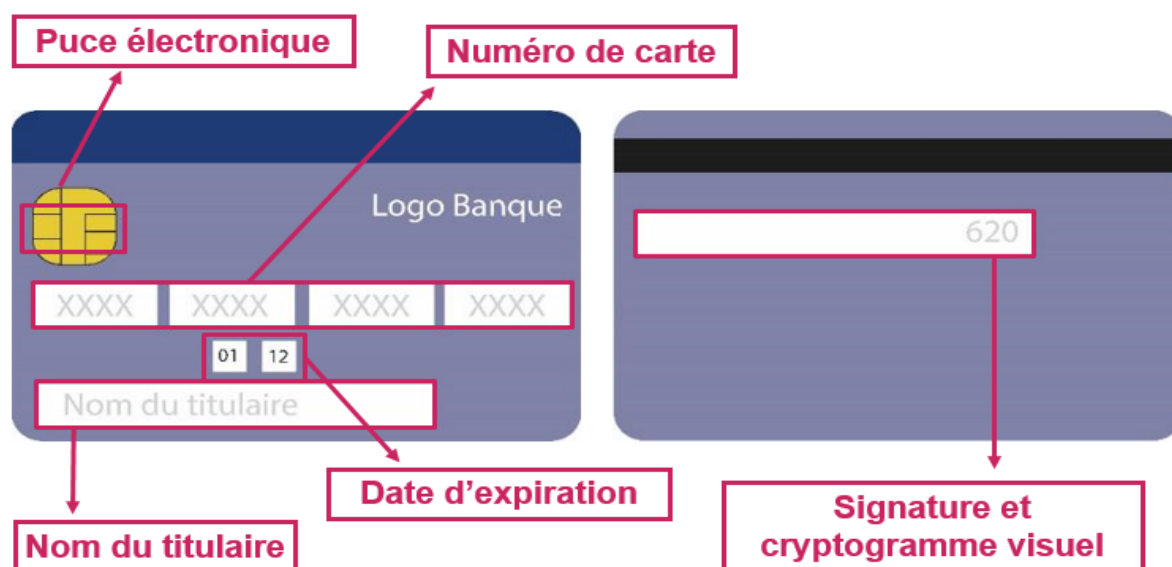 Puce électronique
Numéro de carte
Logo Banque
620
XXXX XXXX XXXX XXXX
01 12
Nom du titulaire
Date d'expiration
Signature et
cryptogramme visuel
Nom du titulaire